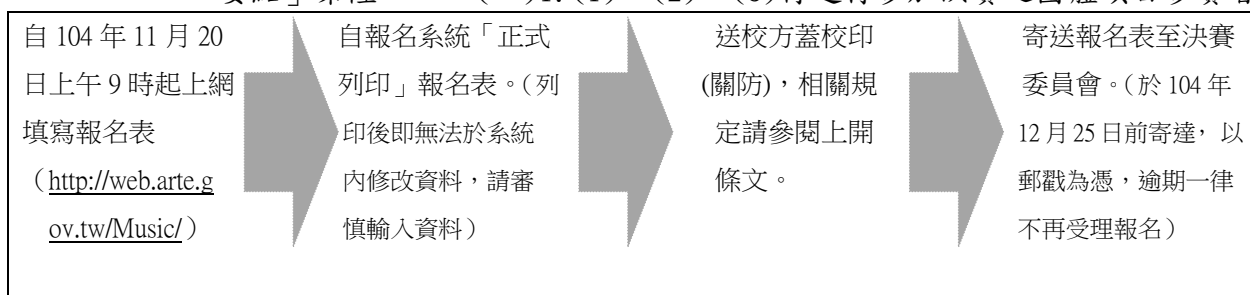 自 104 年 11 月 20
日上午 9 時起上網
填寫報名表
（http://web.arte.g
ov.tw/Music/）
自報名系統「正式
列印」報名表。（列
印後即無法於系統
內修改資料，請審
慎輸入資料）
送校方蓋校印
(關防)，相關規
定請參閱上開
條文。
寄送報名表至決賽
委員會。（於 104 年
12 月 25 日前寄達， 以
郵戳為憑，逾期一律
不再受理報名）